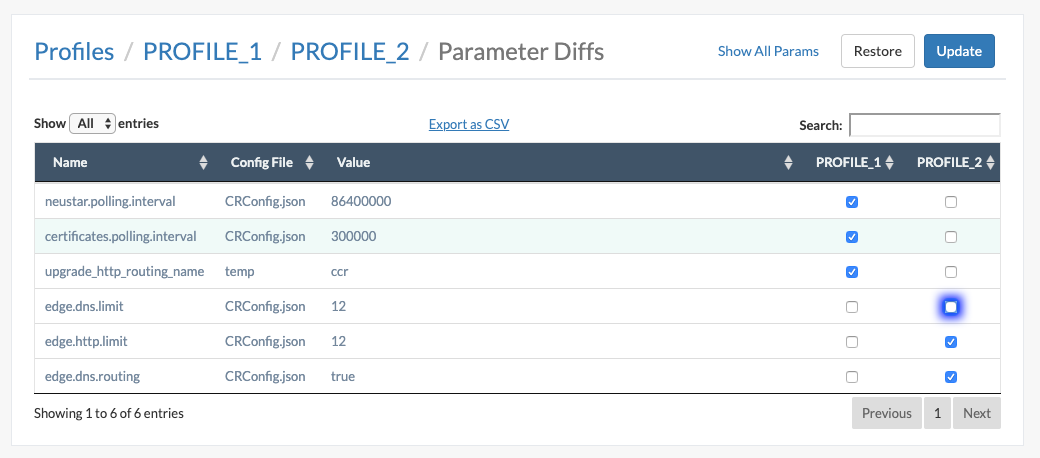 Profiles / PROFILE_1 / PROFILE_2 / Parameter Diffs Show All Params Restore Update
Show All entries Export as CSV Search:
Name Config File Value PROFILE_1 PROFILE_2
neustar.polling.interval CRConfig.json 86400000
certificates.polling.interval CRConfig.json 300000
upgrade_http_routing_name temp ccr
edge.dns.limit CRConfig.json 12
edge.http.limit CRConfig.json 12
edge.dns.routing CRConfig.json true
Showing 1 to 6 of 6 entries Previous 1 Next